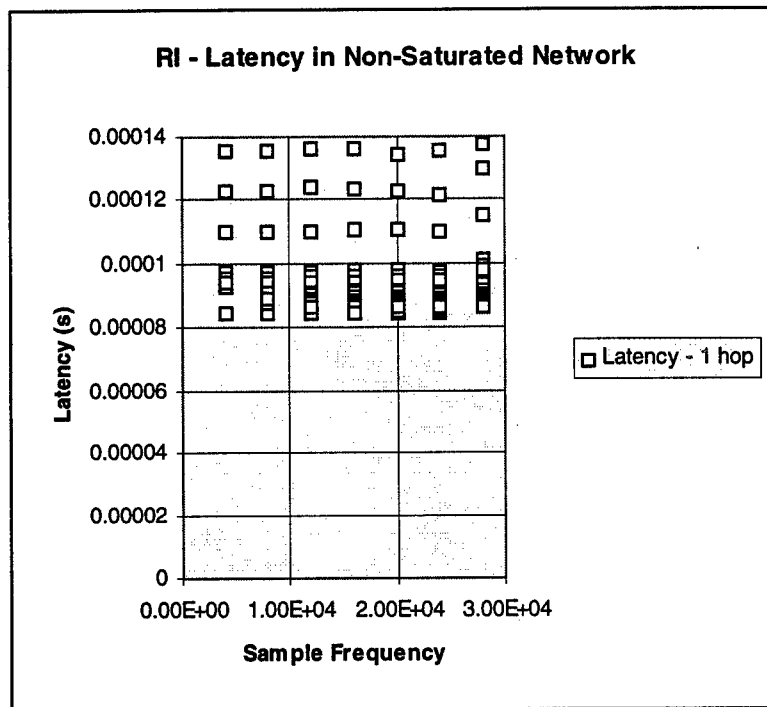 RI - Latency in Non-Saturated Network
0.00014
0.00012
0.0001
0.00008
0.00006
0.00004
0.00002
0
Latency (s)
0.00E+00 1.00E+04 2.00E+04 3.00E+04
Sample Frequency
Latency - 1 hop